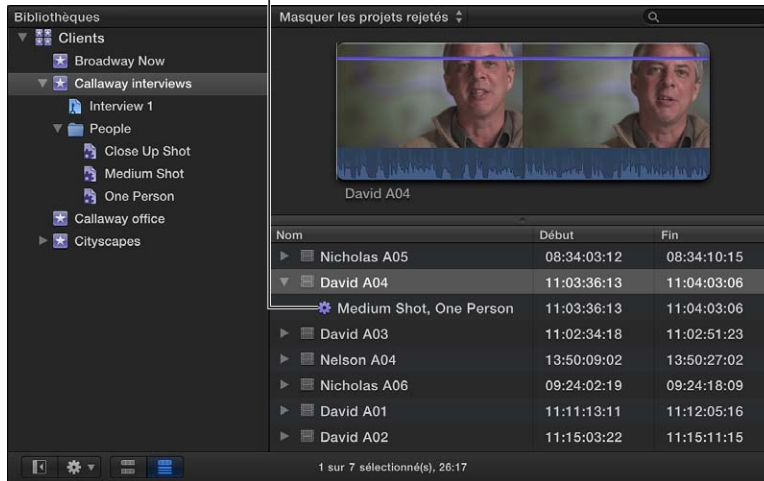 Bibliothèques
Clients
Broadway Now
Callaway interviews
Interview 1
People
Close Up Shot
Medium Shot
One Person
Callaway office
Cityscapes
Masquer les projets rejetés
David A04
Nom Début Fin
Nicholas A05 08:34:03:12 08:34:10:15
David A04 11:03:36:13 11:04:03:06
Medium Shot, One Person 11:03:36:13 11:04:03:06
David A03 11:02:34:18 11:02:51:23
Nelson A04 13:50:09:02 13:50:27:02
Nicholas A06 09:24:02:19 09:24:18:09
David A01 11:11:13:11 11:12:05:16
David A02 11:15:03:22 11:15:11:15
1 sur 7 sélectionné(s), 26:17